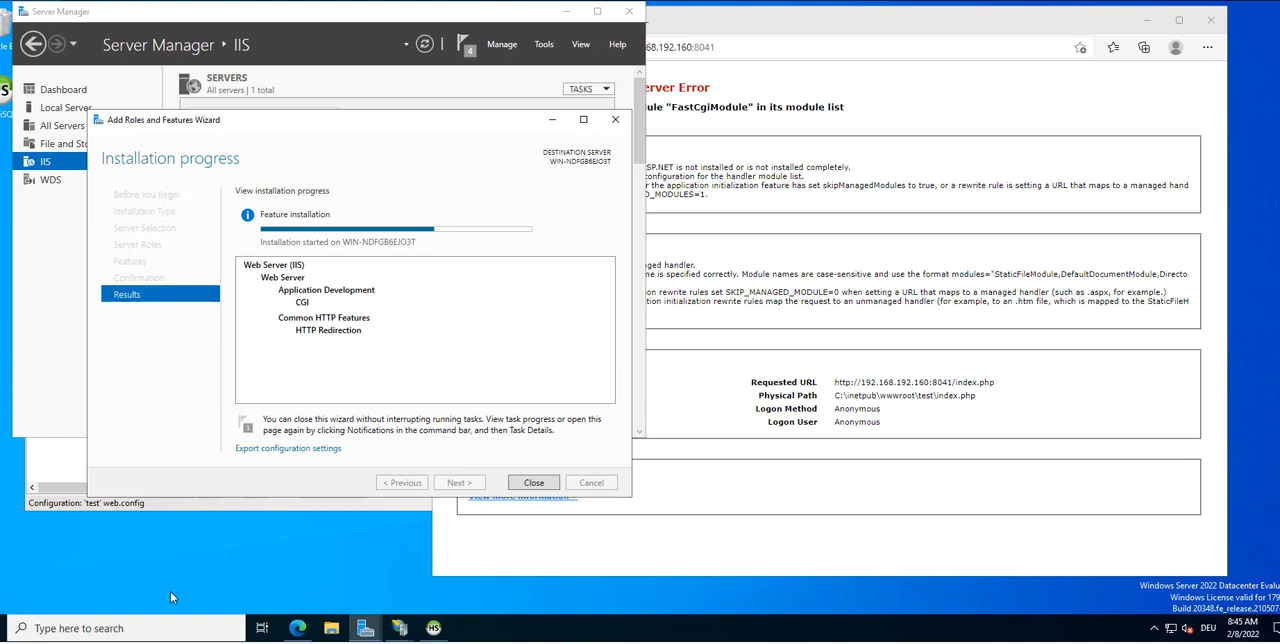 Server Manager
Server Manager ‣ IIS
4
Manage
Tools
View
Help
Dashboard
Local Server
All Servers
File and Sto
IIS
WDS
SERVERS
All servers | 1 total
TASKS
Add Roles and Features Wizard
Installation progress
DESTINATION SERVER
WIN-NDFGB6EJO3T
Before You Begin
Installation Type
Server Selection
Server Roles
Features
Confirmation
Results
View installation progress
Feature installation
Installation started on WIN-NDFGB6EJO3T
Web Server (IIS)
Web Server
Application Development
CGI
Common HTTP Features
HTTP Redirection
1
You can close this wizard without interrupting running tasks. View task progress or open this
page again by clicking Notifications in the command bar, and then Task Details.
Export configuration settings
< Previous
Next >
Close
Cancel
Configuration: 'test' web.config
68.192.160:8041
erver Error
ule "FastCgiModule" in its module list
SP.NET is not installed or is not installed completely.
configuration for the handler module list.
r the application initialization feature has set skipManagedModules to true, or a rewrite rule is setting a URL that maps to a managed hand
D_MODULES=1.
naged handler.
ne is specified correctly. Module names are case-sensitive and use the format modules="StaticFileModule,DefaultDocumentModule,Directo
on rewrite rules set SKIP_MANAGED_MODULE=0 when setting a URL that maps to a managed handler (such as .aspx, for example.)
ation initialization rewrite rules map the request to an unmanaged handler (for example, to an .htm file, which is mapped to the StaticFileH
Requested URL http://192.168.192.160:8041/index.php
Physical Path C:\inetpub\wwwroot\test\index.php
Logon Method Anonymous
Logon User Anonymous
View more information »
Windows Server 2022 Datacenter Evalu
Windows License valid for 179
Build 20348.fe_release.210507
Type here to search
HS
DEU
8:45 AM
2/8/2022